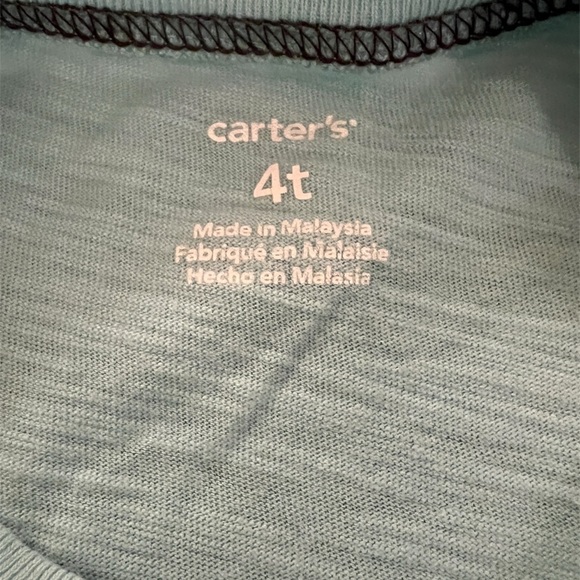 carter's
4t
Made in Malaysia
Fabriqué en Malaisie
Hecho en Malasia